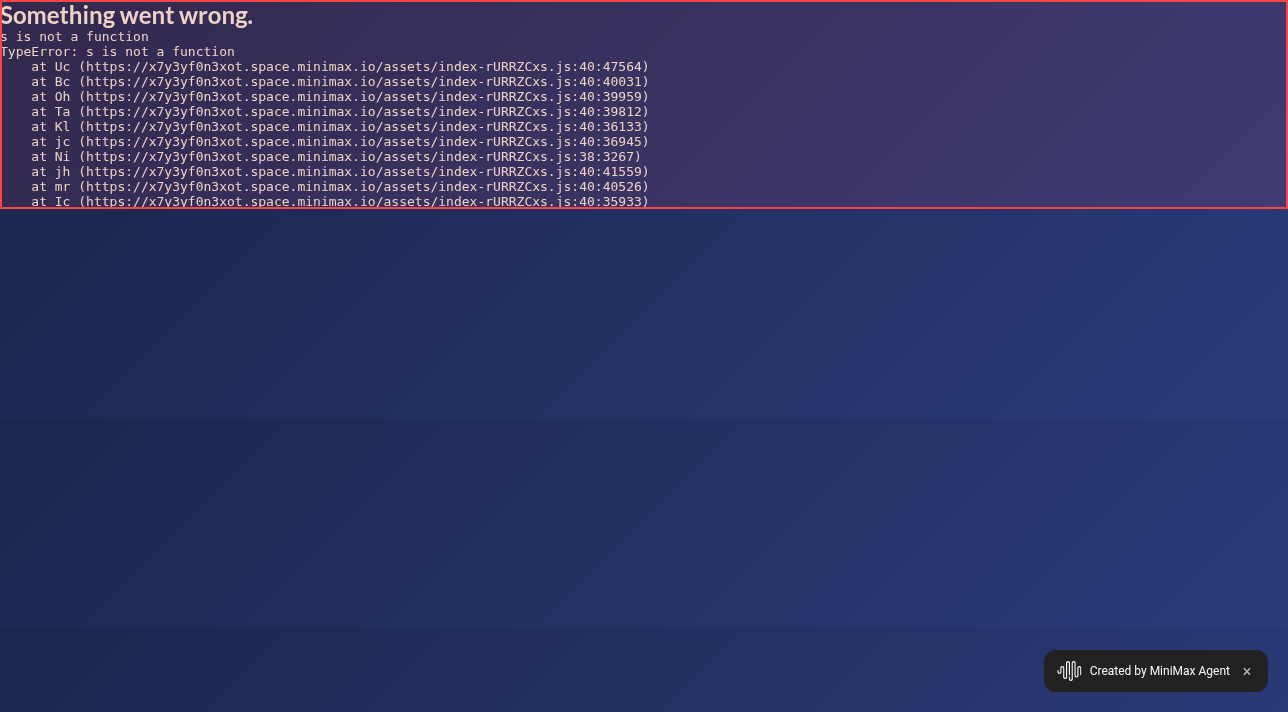 Something went wrong.
s is not a function
TypeError: s is not a function
    at Uc (https://x7y3yf0n3xot.space.minimax.io/assets/index-rURRZCxs.js:40:47564)
    at Bc (https://x7y3yf0n3xot.space.minimax.io/assets/index-rURRZCxs.js:40:40031)
    at Oh (https://x7y3yf0n3xot.space.minimax.io/assets/index-rURRZCxs.js:40:39959)
    at Ta (https://x7y3yf0n3xot.space.minimax.io/assets/index-rURRZCxs.js:40:39812)
    at Kl (https://x7y3yf0n3xot.space.minimax.io/assets/index-rURRZCxs.js:40:36133)
    at jc (https://x7y3yf0n3xot.space.minimax.io/assets/index-rURRZCxs.js:40:36945)
    at Ni (https://x7y3yf0n3xot.space.minimax.io/assets/index-rURRZCxs.js:38:3267)
    at jh (https://x7y3yf0n3xot.space.minimax.io/assets/index-rURRZCxs.js:40:41559)
    at mr (https://x7y3yf0n3xot.space.minimax.io/assets/index-rURRZCxs.js:40:40526)
    at Ic (https://x7y3yf0n3xot.space.minimax.io/assets/index-rURRZCxs.js:40:35933)
Created by MiniMax Agent ×